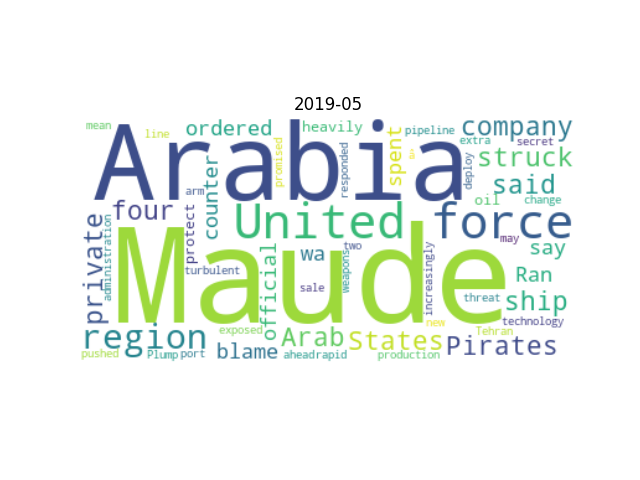 2019-05
mean
line
ordered
heavily
pipeline
company
Arabia
promised
responded
spent
extra
secret
struck
counter
deploy
said
arm
oil
change
four
protect
United
force
private
administration
Maude
official
wa
two
may
say
turbulent
weapons
increasingly
Ran
sale
threat
ship
new
technology
region
exposed
Arab
States
Tehran
Pirates
pushed
Plump
port
blame
aheadrapid
production